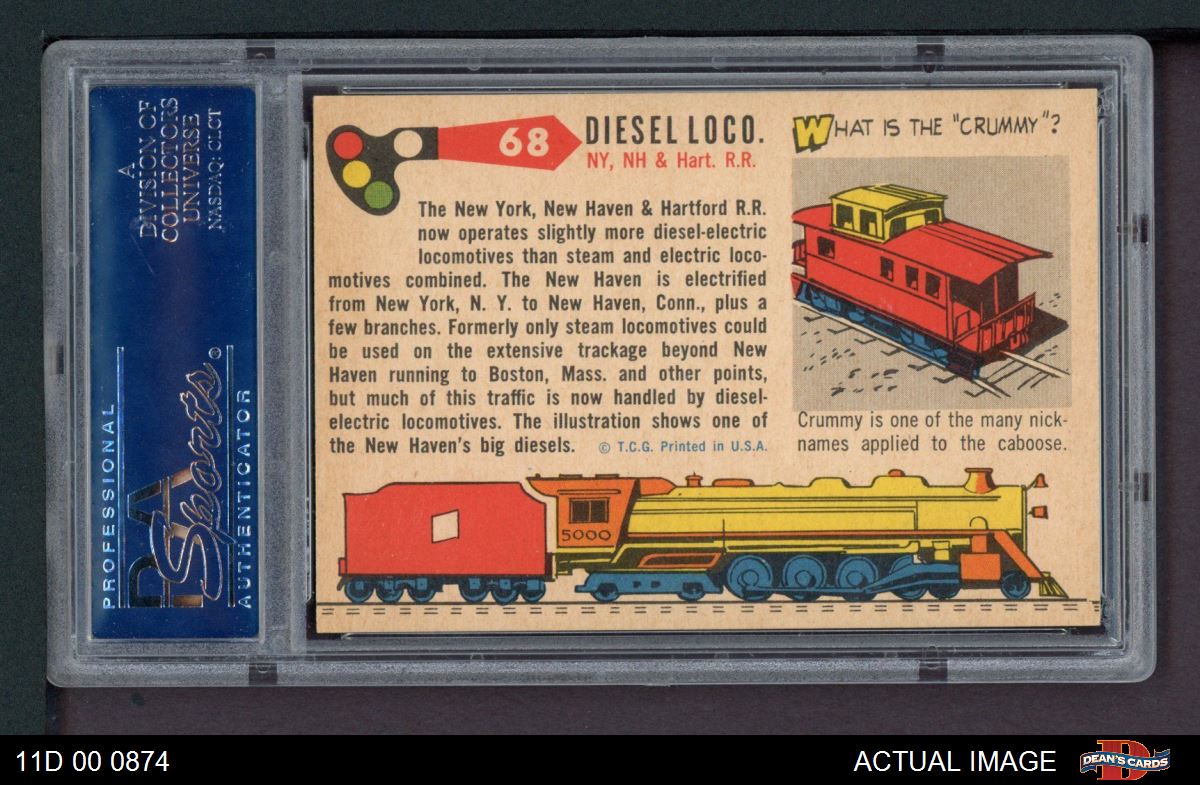 A
DIVISION OF
COLLECTORS
UNIVERSE
NASDAQ: CLCT
PROFESSIONAL
PSA
Sports®
AUTHENTICATOR
68
DIESEL LOCO.
NY, NH & Hart. R.R.
The New York, New Haven & Hartford R.R.
now operates slightly more diesel-electric
locomotives than steam and electric loco-
motives combined. The New Haven is electrified
from New York, N. Y. to New Haven, Conn., plus a
few branches. Formerly only steam locomotives could
be used on the extensive trackage beyond New
Haven running to Boston, Mass. and other points,
but much of this traffic is now handled by diesel-
electric locomotives. The illustration shows one of
the New Haven's big diesels. © T.C.G. Printed in U.S.A.
WHAT IS THE "CRUMMY"?
Crummy is one of the many nick-
names applied to the caboose.
5000
11D 00 0874
ACTUAL IMAGE
D
DEAN'S CARDS